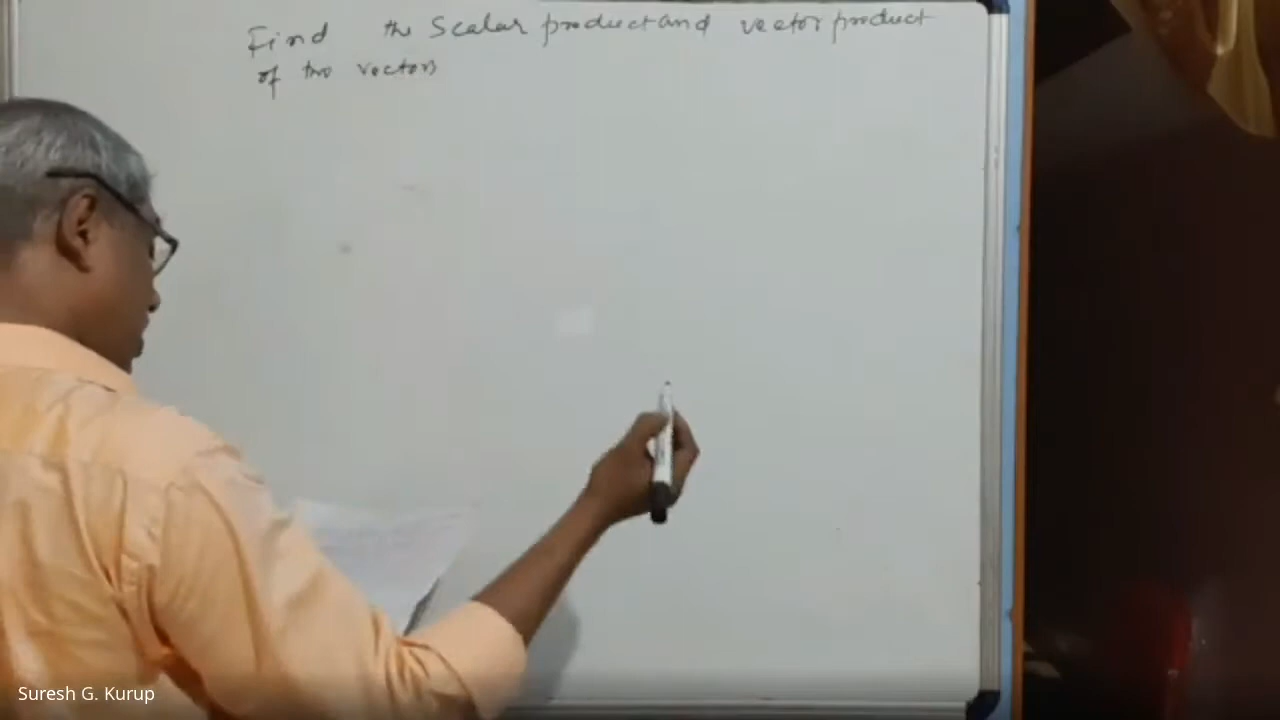 Find the Scalar product and vector product
of two vectors
Suresh G. Kurup